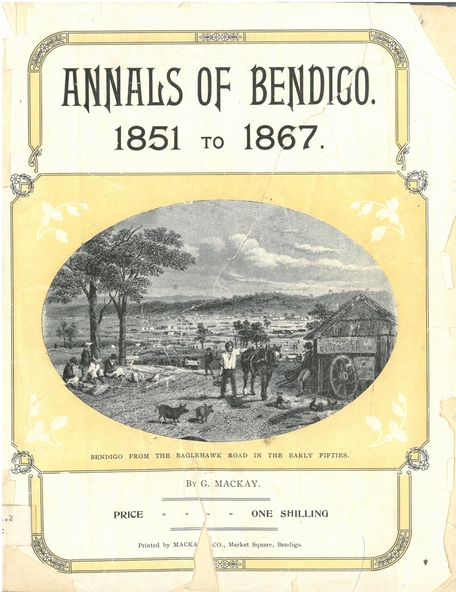 ANNALS OF BENDIGO.
1851 TO 1867.
BENDIGO FROM THE EAGLEHAWK ROAD IN THE EARLY FIFTIES.
By G. MACKAY.
PRICE " " " " ONE SHILLING
Printed by MACKA CO., Market Square, Bendigo.